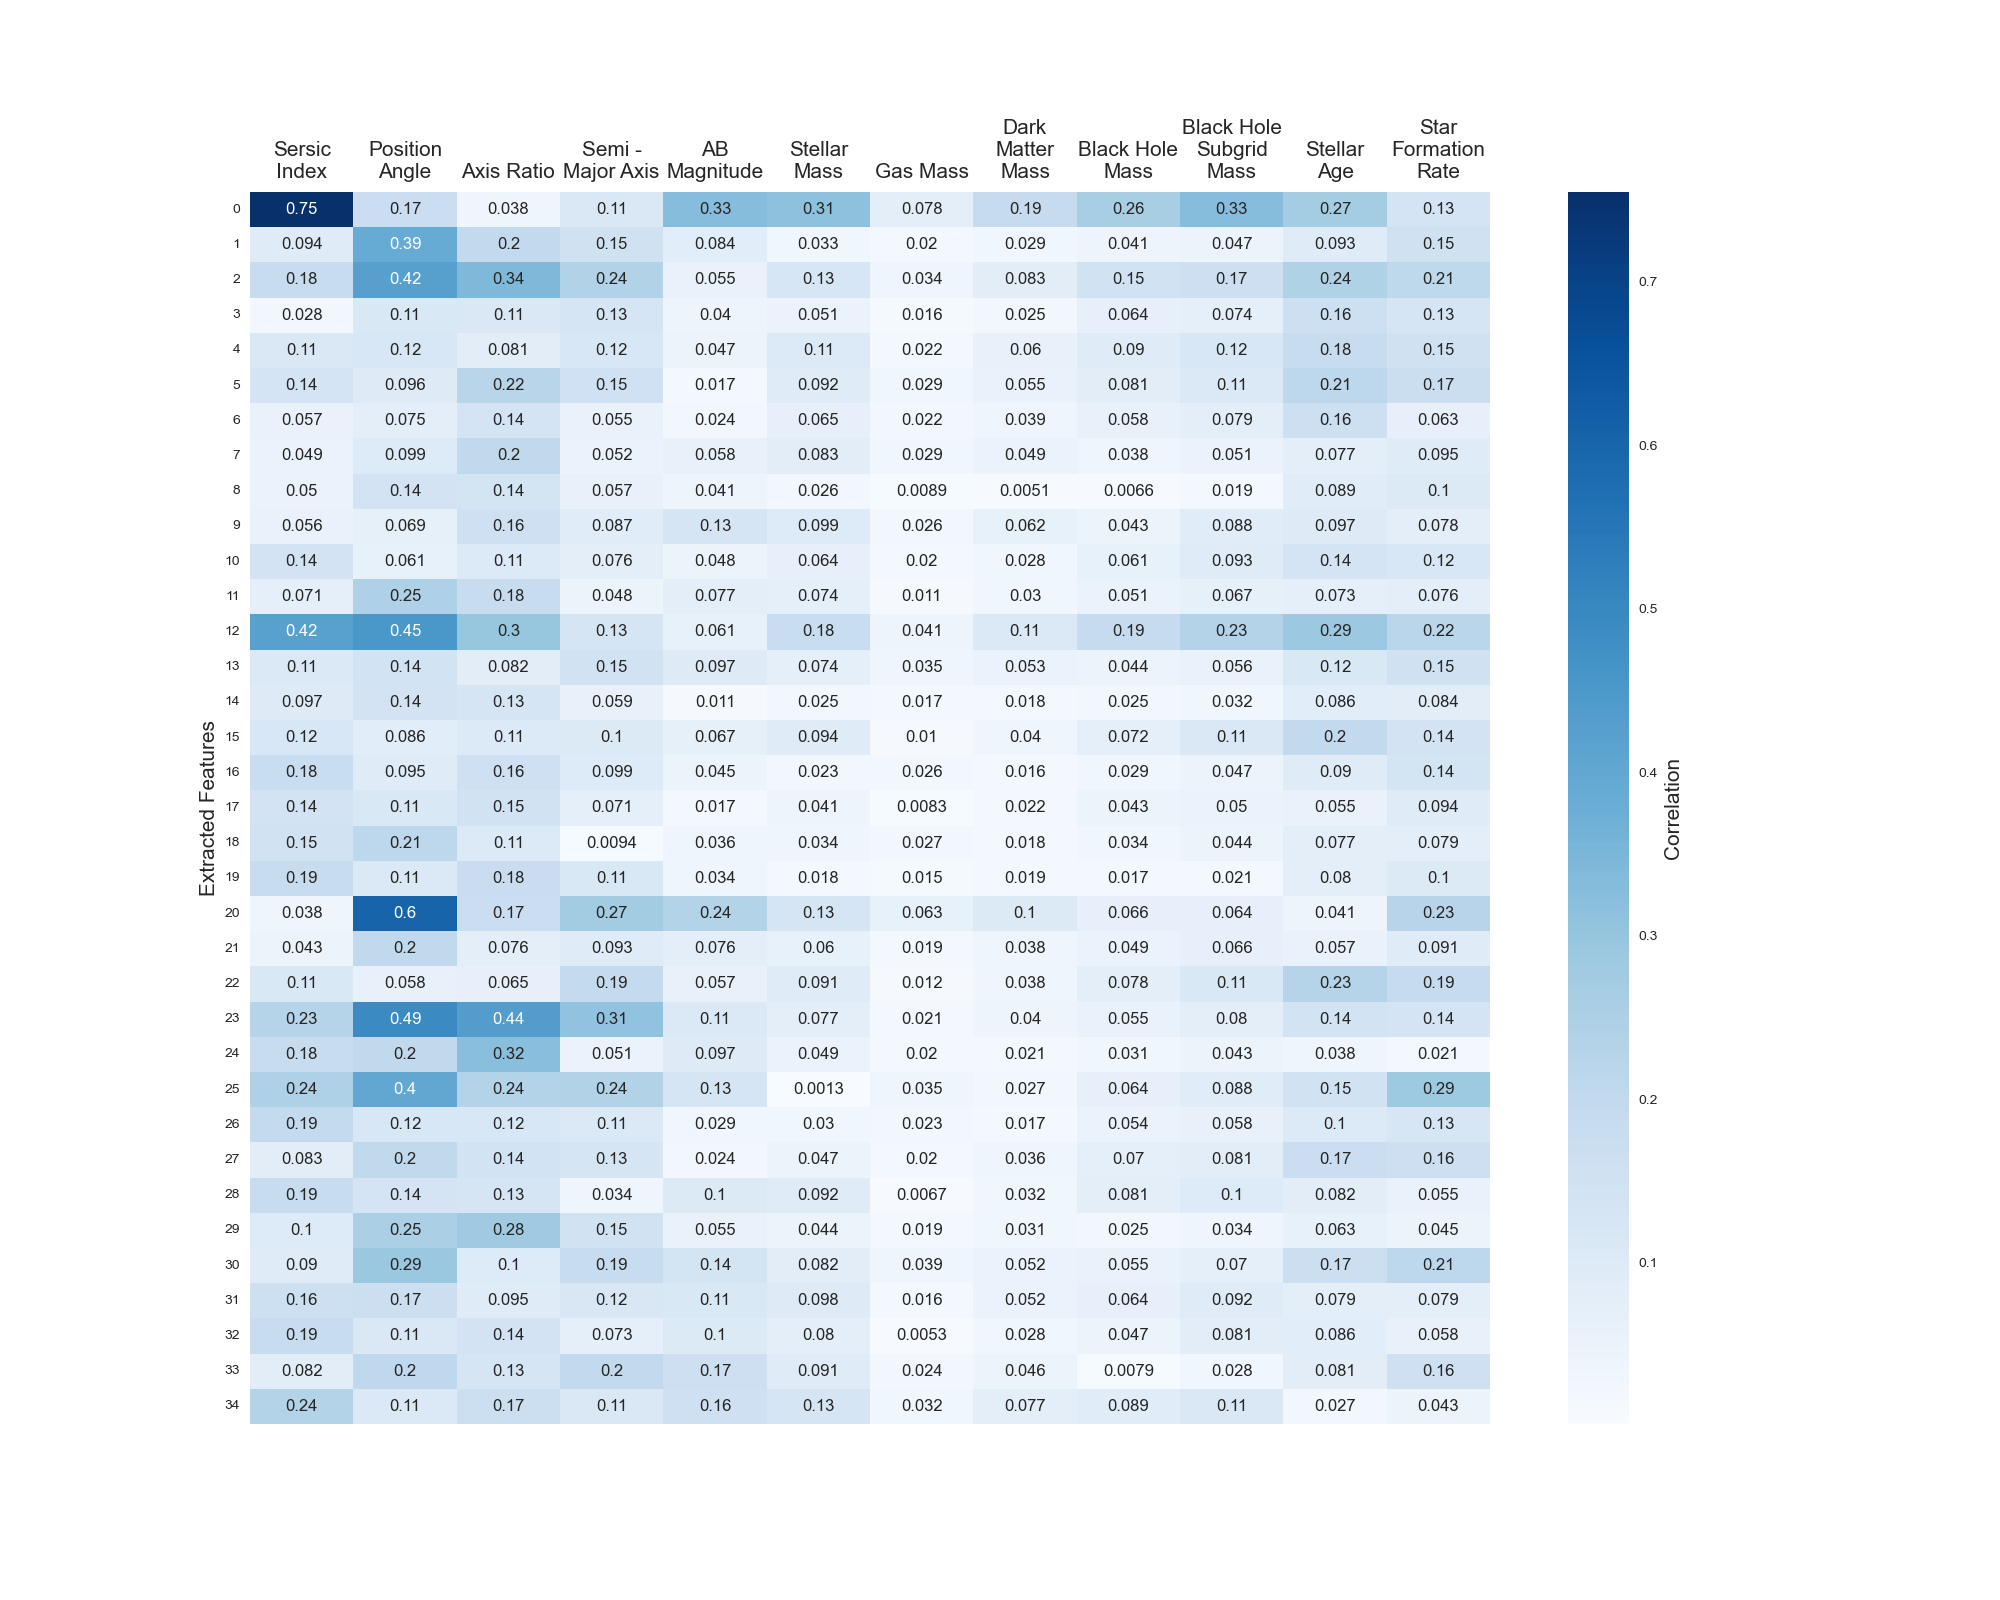 Sersic Index
Position Angle
Axis Ratio
Semi - Major Axis
AB Magnitude
Stellar Mass
Gas Mass
Dark Matter Mass
Black Hole Mass
Black Hole Subgrid Mass
Stellar Age
Star Formation Rate
0 0.75 0.17 0.038 0.11 0.33 0.31 0.078 0.19 0.26 0.33 0.27 0.13
1 0.094 0.39 0.2 0.15 0.084 0.033 0.02 0.029 0.041 0.047 0.093 0.15
2 0.18 0.42 0.34 0.24 0.055 0.13 0.034 0.083 0.15 0.17 0.24 0.21
3 0.028 0.11 0.11 0.13 0.04 0.051 0.016 0.025 0.064 0.074 0.16 0.13
4 0.11 0.12 0.081 0.12 0.047 0.11 0.022 0.06 0.09 0.12 0.18 0.15
5 0.14 0.096 0.22 0.15 0.017 0.092 0.029 0.055 0.081 0.11 0.21 0.17
6 0.057 0.075 0.14 0.055 0.024 0.065 0.022 0.039 0.058 0.079 0.16 0.063
7 0.049 0.099 0.2 0.052 0.058 0.083 0.029 0.049 0.038 0.051 0.077 0.095
8 0.05 0.14 0.14 0.057 0.041 0.026 0.0089 0.0051 0.0066 0.019 0.089 0.1
9 0.056 0.069 0.16 0.087 0.13 0.099 0.026 0.062 0.043 0.088 0.097 0.078
10 0.14 0.061 0.11 0.076 0.048 0.064 0.02 0.028 0.061 0.093 0.14 0.12
11 0.071 0.25 0.18 0.048 0.077 0.074 0.011 0.03 0.051 0.067 0.073 0.076
12 0.42 0.45 0.3 0.13 0.061 0.18 0.041 0.11 0.19 0.23 0.29 0.22
13 0.11 0.14 0.082 0.15 0.097 0.074 0.035 0.053 0.044 0.056 0.12 0.15
14 0.097 0.14 0.13 0.059 0.011 0.025 0.017 0.018 0.025 0.032 0.086 0.084
15 0.12 0.086 0.11 0.1 0.067 0.094 0.01 0.04 0.072 0.11 0.2 0.14
16 0.18 0.095 0.16 0.099 0.045 0.023 0.026 0.016 0.029 0.047 0.09 0.14
17 0.14 0.11 0.15 0.071 0.017 0.041 0.0083 0.022 0.043 0.05 0.055 0.094
18 0.15 0.21 0.11 0.0094 0.036 0.034 0.027 0.018 0.034 0.044 0.077 0.079
19 0.19 0.11 0.18 0.11 0.034 0.018 0.015 0.019 0.017 0.021 0.08 0.1
20 0.038 0.6 0.17 0.27 0.24 0.13 0.063 0.1 0.066 0.064 0.041 0.23
21 0.043 0.2 0.076 0.093 0.076 0.06 0.019 0.038 0.049 0.066 0.057 0.091
22 0.11 0.058 0.065 0.19 0.057 0.091 0.012 0.038 0.078 0.11 0.23 0.19
23 0.23 0.49 0.44 0.31 0.11 0.077 0.021 0.04 0.055 0.08 0.14 0.14
24 0.18 0.2 0.32 0.051 0.097 0.049 0.02 0.021 0.031 0.043 0.038 0.021
25 0.24 0.4 0.24 0.24 0.13 0.0013 0.035 0.027 0.064 0.088 0.15 0.29
26 0.19 0.12 0.12 0.11 0.029 0.03 0.023 0.017 0.054 0.058 0.1 0.13
27 0.083 0.2 0.14 0.13 0.024 0.047 0.02 0.036 0.07 0.081 0.17 0.16
28 0.19 0.14 0.13 0.034 0.1 0.092 0.0067 0.032 0.081 0.1 0.082 0.055
29 0.1 0.25 0.28 0.15 0.055 0.044 0.019 0.031 0.025 0.034 0.063 0.045
30 0.09 0.29 0.1 0.19 0.14 0.082 0.039 0.052 0.055 0.07 0.17 0.21
31 0.16 0.17 0.095 0.12 0.11 0.098 0.016 0.052 0.064 0.092 0.079 0.079
32 0.19 0.11 0.14 0.073 0.1 0.08 0.0053 0.028 0.047 0.081 0.086 0.058
33 0.082 0.2 0.13 0.2 0.17 0.091 0.024 0.046 0.0079 0.028 0.081 0.16
34 0.24 0.11 0.17 0.11 0.16 0.13 0.032 0.077 0.089 0.11 0.027 0.043
Extracted Features
0.7
0.6
0.5
0.4
0.3
0.2
0.1
Correlation